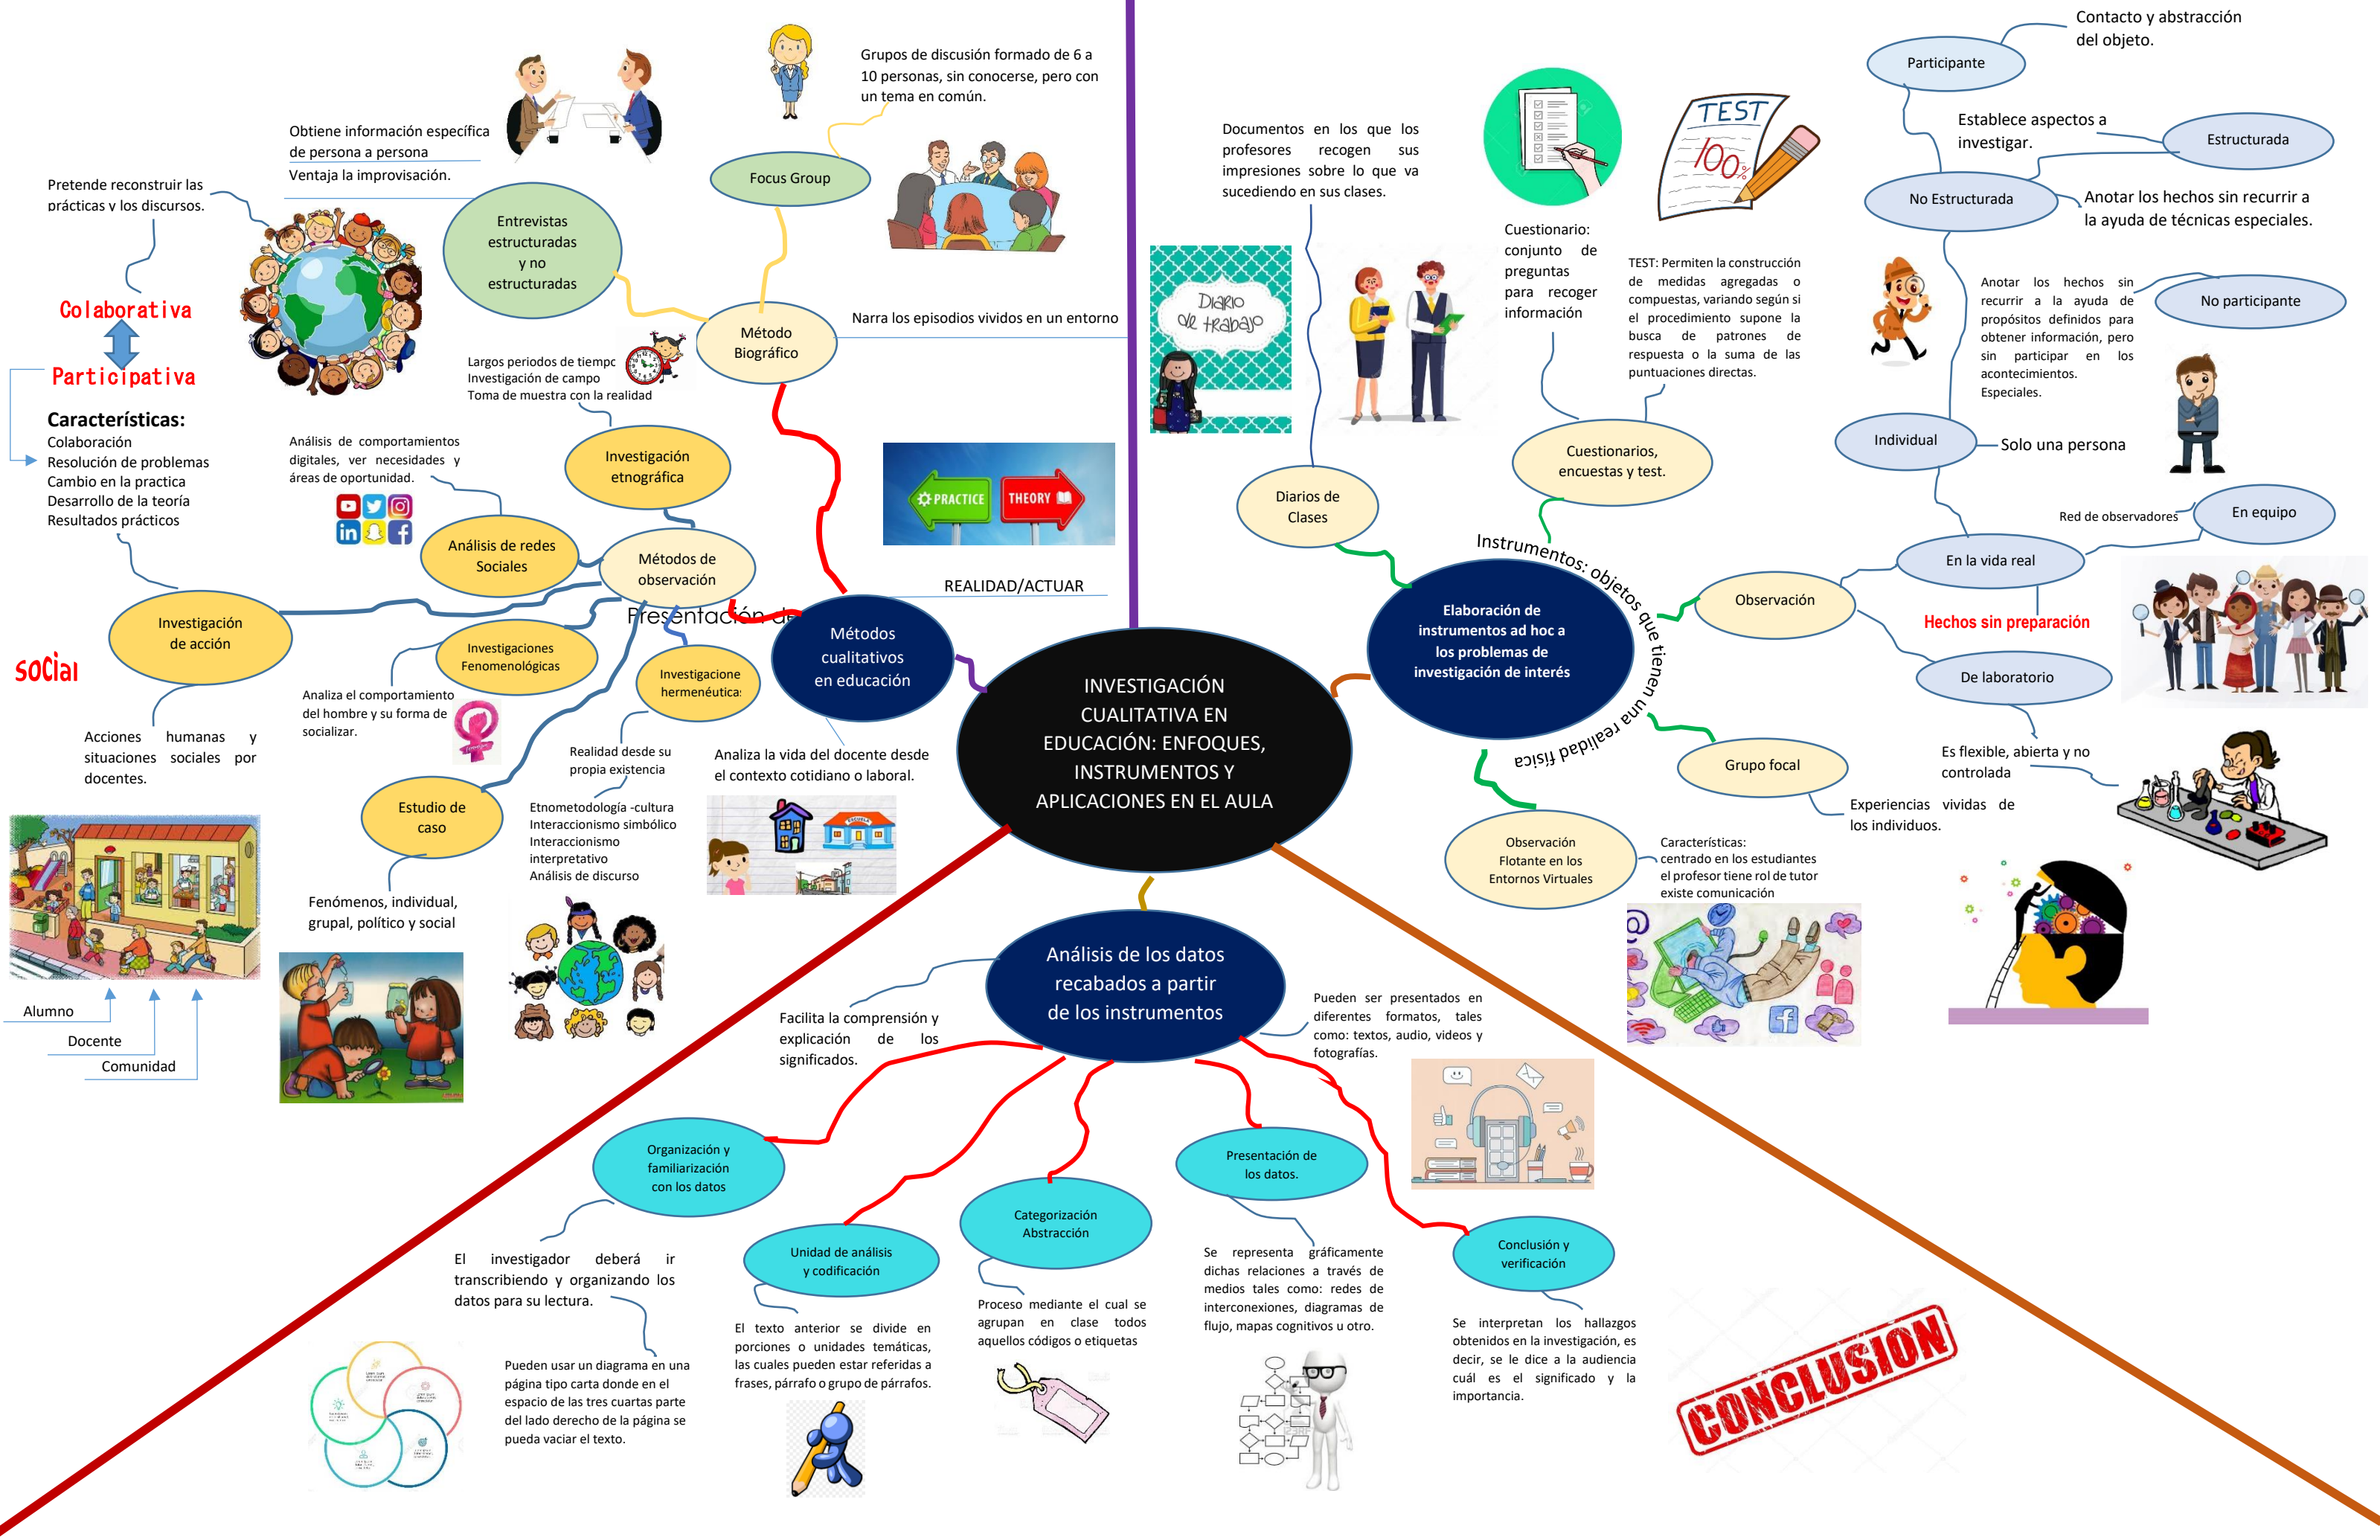 INVESTIGACIÓN
CUALITATIVA EN
EDUCACIÓN: ENFOQUES,
INSTRUMENTOS Y
APLICACIONES EN EL AULA
Métodos
cualitativos
en educación
REALIDAD/ACTUAR
PRACTICE
THEORY
Analiza la vida del docente desde
el contexto cotidiano o laboral.
ESCUELA
Presentación de
Método
Biográfico
Narra los episodios vividos en un entorno
Focus Group
Grupos de discusión formado de 6 a
10 personas, sin conocerse, pero con
un tema en común.
Entrevistas
estructuradas
y no
estructuradas
Obtiene información específica
de persona a persona
Ventaja la improvisación.
Métodos de
observación
Investigación
etnográfica
Largos periodos de tiempo
Investigación de campo
Toma de muestra con la realidad
Análisis de redes
Sociales
Análisis de comportamientos
digitales, ver necesidades y
áreas de oportunidad.
Investigación
de acción
Pretende reconstruir las
prácticas y los discursos.
Colaborativa
Participativa
Características:
Colaboración
Resolución de problemas
Cambio en la practica
Desarrollo de la teoría
Resultados prácticos
social
Acciones humanas y
situaciones sociales por
docentes.
Alumno
Docente
Comunidad
Investigaciones
Fenomenológicas
Analiza el comportamiento
del hombre y su forma de
socializar.
Investigacione
hermenéutica
Realidad desde su
propia existencia
Etnometodología -cultura
Interaccionismo simbólico
Interaccionismo
interpretativo
Análisis de discurso
Estudio de
caso
Fenómenos, individual,
grupal, político y social
Elaboración de
instrumentos ad hoc a
los problemas de
investigación de interés
Instrumentos: objetos que tienen una realidad física
Diarios de
Clases
Documentos en los que los
profesores recogen sus
impresiones sobre lo que va
sucediendo en sus clases.
DIARIO
de trabajo
Cuestionarios,
encuestas y test.
Cuestionario:
conjunto de
preguntas
para recoger
información
TEST
100%
TEST: Permiten la construcción
de medidas agregadas o
compuestas, variando según si
el procedimiento supone la
busca de patrones de
respuesta o la suma de las
puntuaciones directas.
Observación
En la vida real
Hechos sin preparación
En equipo
Red de observadores
Individual
Solo una persona
No Estructurada
Anotar los hechos sin recurrir a
la ayuda de técnicas especiales.
Estructurada
Establece aspectos a
investigar.
Participante
Contacto y abstracción
del objeto.
No participante
Anotar los hechos sin
recurrir a la ayuda de
propósitos definidos para
obtener información, pero
sin participar en los
acontecimientos.
Especiales.
De laboratorio
Es flexible, abierta y no
controlada
Grupo focal
Experiencias vividas de
los individuos.
Observación
Flotante en los
Entornos Virtuales
Características:
centrado en los estudiantes
el profesor tiene rol de tutor
existe comunicación
Análisis de los datos
recabados a partir
de los instrumentos
Facilita la comprensión y
explicación de los
significados.
Pueden ser presentados en
diferentes formatos, tales
como: textos, audio, videos y
fotografías.
Organización y
familiarización
con los datos
El investigador deberá ir
transcribiendo y organizando los
datos para su lectura.
Pueden usar un diagrama en una
página tipo carta donde en el
espacio de las tres cuartas parte
del lado derecho de la página se
pueda vaciar el texto.
Unidad de análisis
y codificación
El texto anterior se divide en
porciones o unidades temáticas,
las cuales pueden estar referidas a
frases, párrafo o grupo de párrafos.
Categorización
Abstracción
Proceso mediante el cual se
agrupan en clase todos
aquellos códigos o etiquetas
Presentación de
los datos.
Se representa gráficamente
dichas relaciones a través de
medios tales como: redes de
interconexiones, diagramas de
flujo, mapas cognitivos u otro.
Conclusión y
verificación
Se interpretan los hallazgos
obtenidos en la investigación, es
decir, se le dice a la audiencia
cuál es el significado y la
importancia.
CONCLUSION